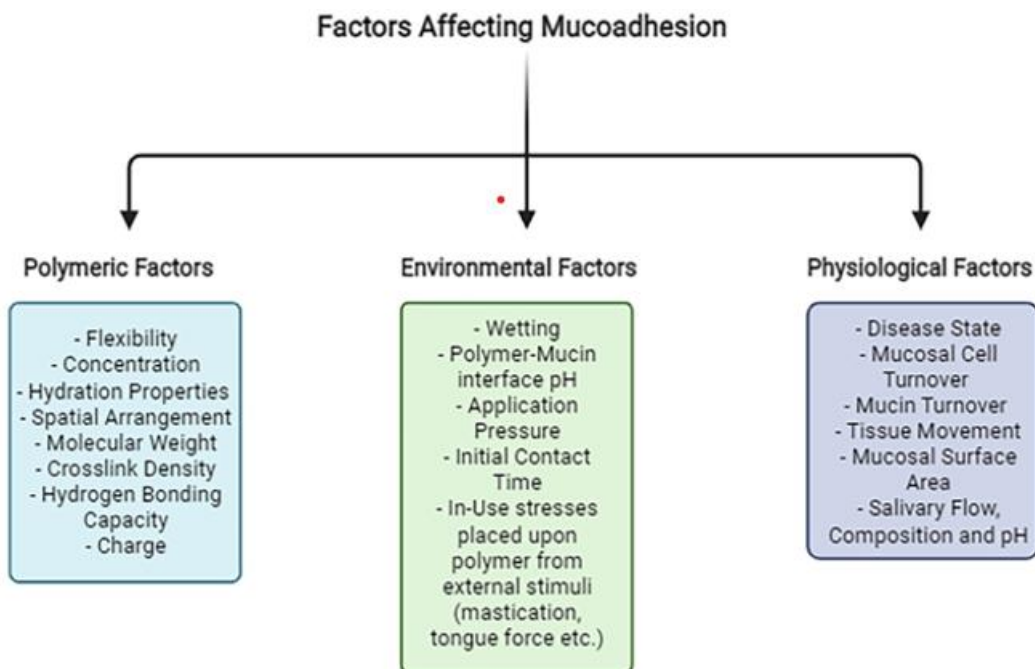 Factors Affecting Mucoadhesion
Polymeric Factors
- Flexibility
- Concentration
- Hydration Properties
- Spatial Arrangement
- Molecular Weight
- Crosslink Density
- Hydrogen Bonding
Capacity
- Charge
Environmental Factors
- Wetting
- Polymer-Mucin
interface pH
- Application
Pressure
- Initial Contact
Time
- In-Use stresses
placed upon
polymer from
external stimuli
(mastication,
tongue force etc.)
Physiological Factors
- Disease State
- Mucosal Cell
Turnover
- Mucin Turnover
- Tissue Movement
- Mucosal Surface
Area
- Salivary Flow,
Composition and pH